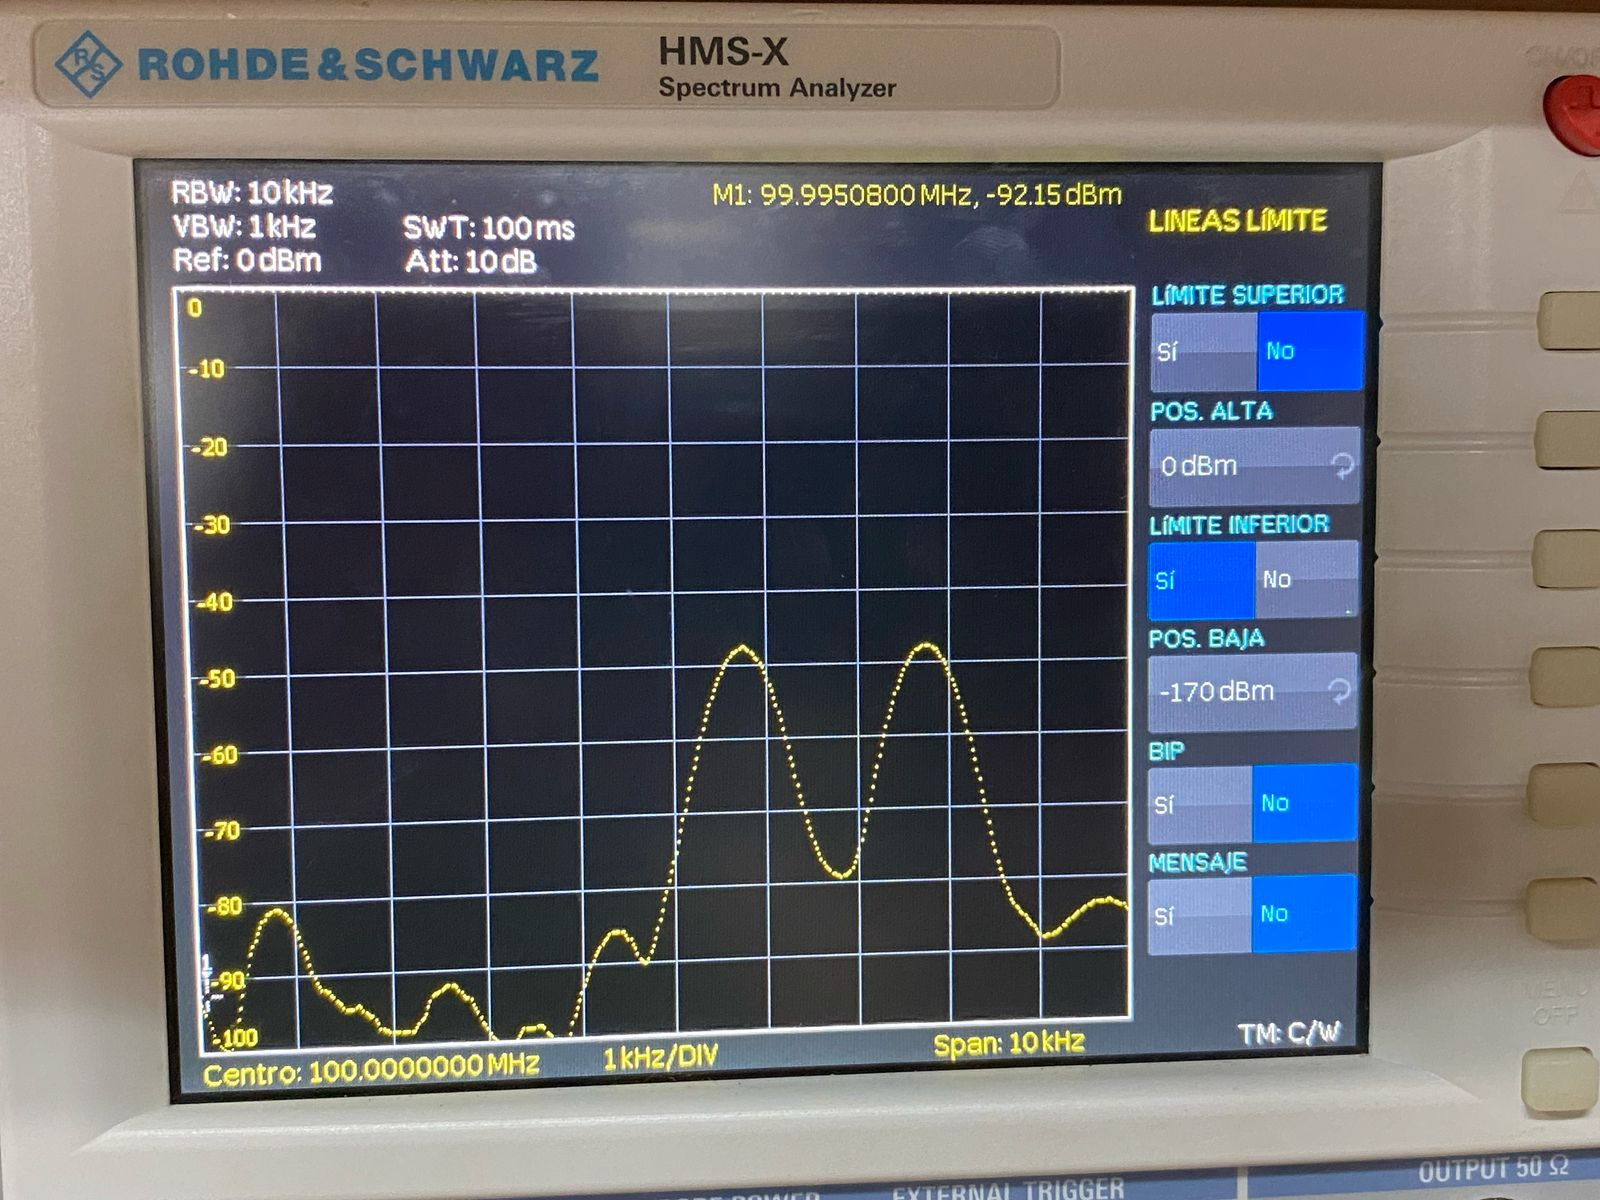 ROHDE&SCHWARZ
HMS-X
Spectrum Analyzer
RBW: 10 kHz
VBW: 1 kHz
SWT: 100 ms
Ref: 0 dBm
Att: 10 dB
M1: 99.9950800 MHz, -92.15 dBm
LINEAS LÍMITE
LÍMITE SUPERIOR
Sí No
POS. ALTA
0 dBm
LÍMITE INFERIOR
Sí No
POS. BAJA
-170 dBm
BIP
Sí No
MENSAJE
Sí No
TM: C/W
0
-10
-20
-30
-40
-50
-60
-70
-80
1
-90
-100
Centro: 100.0000000 MHz
1 kHz/DIV
Span: 10 kHz
MENU
OFF
EXTERNAL TRIGGER
OUTPUT 50 Ω